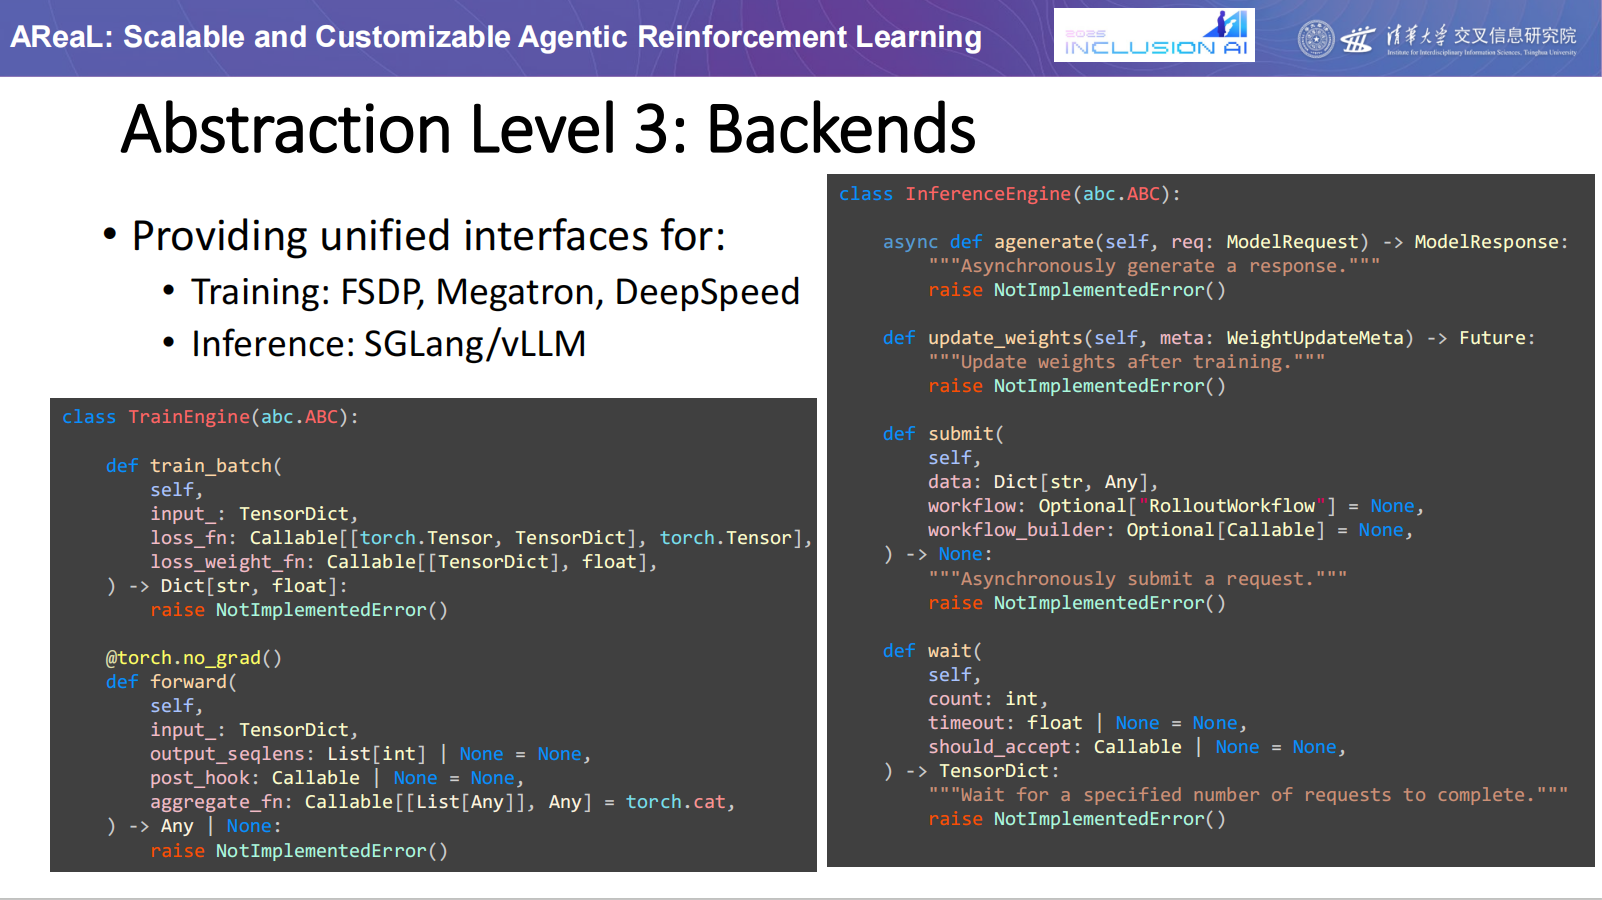 AReaL: Scalable and Customizable Agentic Reinforcement Learning
2025
INCLUSION AI
清华大学 交叉信息研究院
Institute for Interdisciplinary Information Sciences, Tsinghua University
Abstraction Level 3: Backends
• Providing unified interfaces for:
• Training: FSDP, Megatron, DeepSpeed
• Inference: SGLang/vLLM
class TrainEngine(abc.ABC):
def train_batch(
self,
input_: TensorDict,
loss_fn: Callable[[torch.Tensor, TensorDict], torch.Tensor],
loss_weight_fn: Callable[[TensorDict], float],
) -> Dict[str, float]:
raise NotImplementedError()
@torch.no_grad()
def forward(
self,
input_: TensorDict,
output_seqlens: List[int] | None = None,
post_hook: Callable | None = None,
aggregate_fn: Callable[[List[Any]], Any] = torch.cat,
) -> Any | None:
raise NotImplementedError()
class InferenceEngine(abc.ABC):
async def agenerate(self, req: ModelRequest) -> ModelResponse:
"""Asynchronously generate a response."""
raise NotImplementedError()
def update_weights(self, meta: WeightUpdateMeta) -> Future:
"""Update weights after training."""
raise NotImplementedError()
def submit(
self,
data: Dict[str, Any],
workflow: Optional["RolloutWorkflow"] = None,
workflow_builder: Optional[Callable] = None,
) -> None:
"""Asynchronously submit a request."""
raise NotImplementedError()
def wait(
self,
count: int,
timeout: float | None = None,
should_accept: Callable | None = None,
) -> TensorDict:
"""Wait for a specified number of requests to complete."""
raise NotImplementedError()